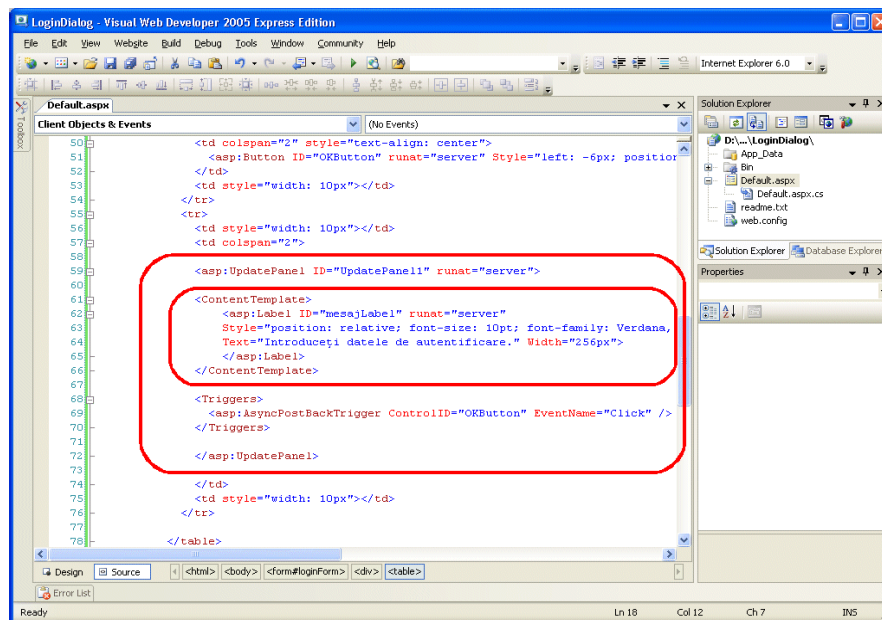 LoginDialog - Visual Web Developer 2005 Express Edition
File Edit View Website Build Debug Tools Window Community Help
Internet Explorer 6.0
Toolbox
Default.aspx
Client Objects & Events
(No Events)
50 <td colspan="2" style="text-align: center">
51 <asp:Button ID="OKButton" runat="server" Style="left: -6px; position
52 </td>
53 <td style="width: 10px"></td>
54 </tr>
55 <tr>
56 <td style="width: 10px"></td>
57 <td colspan="2">
58
59 <asp:UpdatePanel ID="UpdatePanel1" runat="server">
60
61 <ContentTemplate>
62 <asp:Label ID="mesajLabel" runat="server"
63 Style="position: relative; font-size: 10pt; font-family: Verdana,
64 Text="Introduceţi datele de autentificare." Width="256px">
65 </asp:Label>
66 </ContentTemplate>
67
68 <Triggers>
69 <asp:AsyncPostBackTrigger ControlID="OKButton" EventName="Click" />
70 </Triggers>
71
72 </asp:UpdatePanel>
73
74 </td>
75 <td style="width: 10px"></td>
76 </tr>
77
78 </table>
Design Source <html> <body> <form#loginForm> <div> <table>
Error List
Ready Ln 18 Col 12 Ch 7 INS
Solution Explorer
D:\...\LoginDialog\
App_Data
Bin
Default.aspx
Default.aspx.cs
readme.txt
web.config
Solution Explorer Database Explorer
Properties